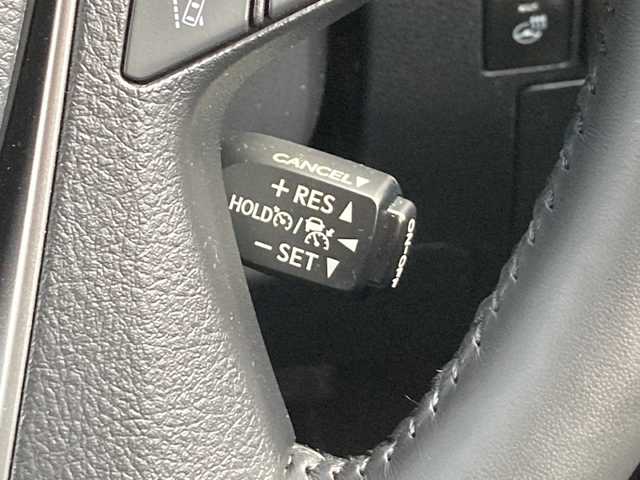 CANCEL▼
+ RES ▲
HOLD / ◀
− SET ▼
ON·OFF